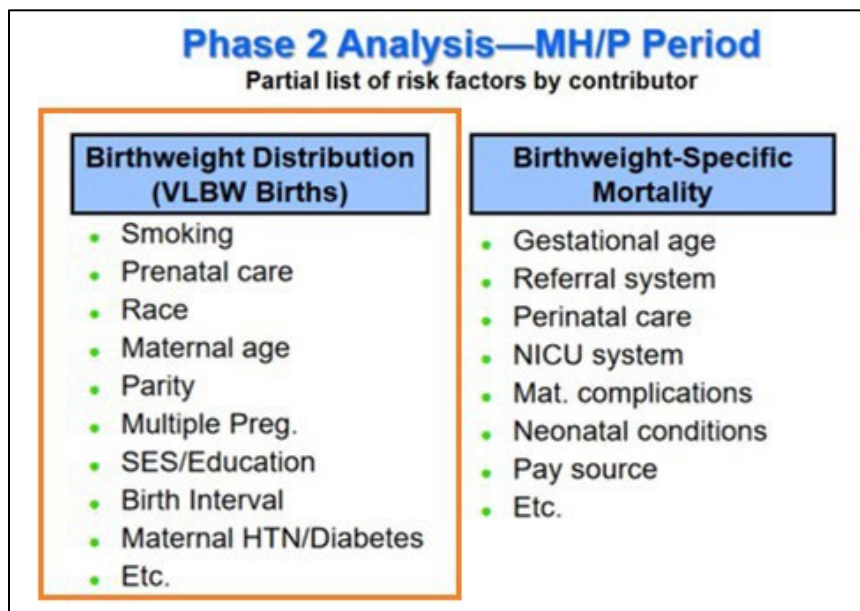 Phase 2 Analysis—MH/P Period
Partial list of risk factors by contributor
Birthweight Distribution
(VLBW Births)
• Smoking
• Prenatal care
• Race
• Maternal age
• Parity
• Multiple Preg.
• SES/Education
• Birth Interval
• Maternal HTN/Diabetes
• Etc.
Birthweight-Specific
Mortality
• Gestational age
• Referral system
• Perinatal care
• NICU system
• Mat. complications
• Neonatal conditions
• Pay source
• Etc.